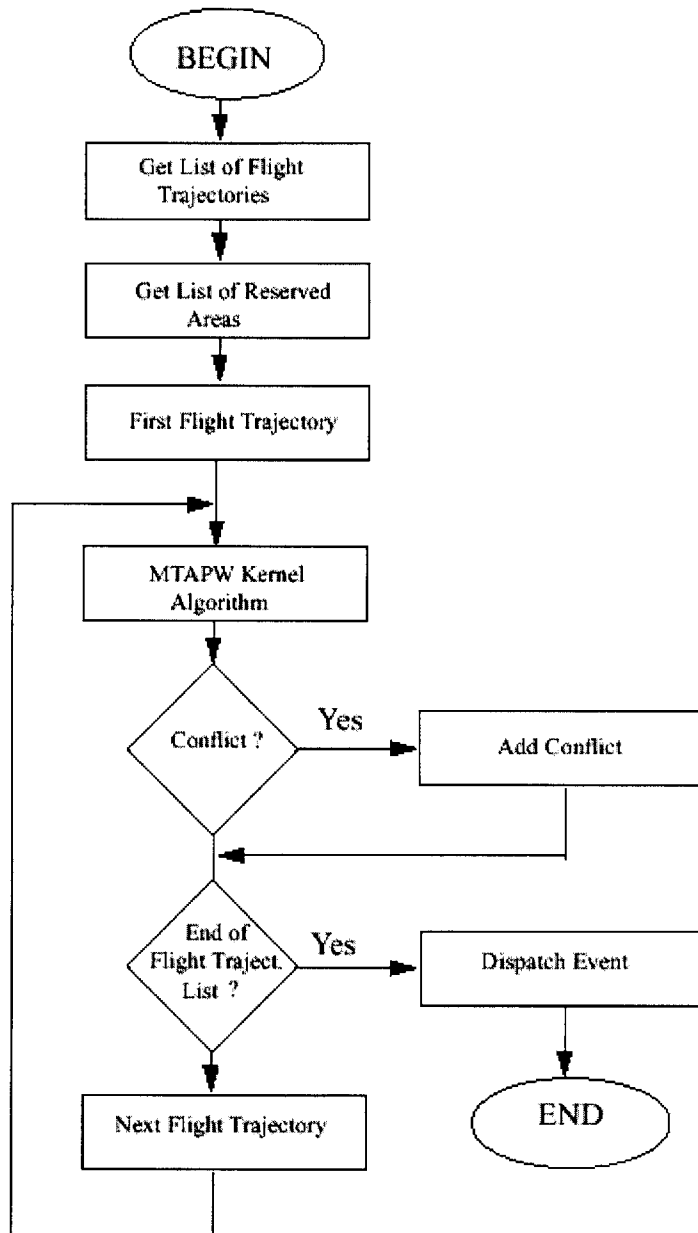 BEGIN
Get List of Flight
Trajectories
Get List of Reserved
Areas
First Flight Trajectory
MTAPW Kernel
Algorithm
Conflict ?
Yes
Add Conflict
End of
Flight Traject.
List ?
Yes
Dispatch Event
Next Flight Trajectory
END